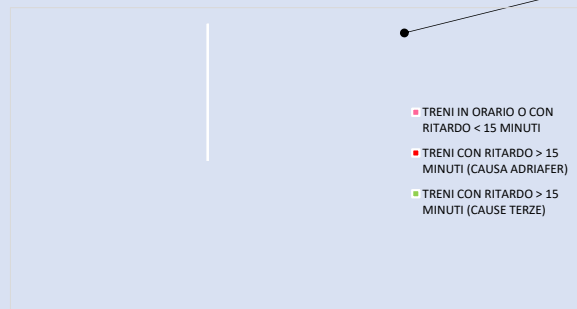 TRENI IN ORARIO O CON
RITARDO < 15 MINUTI
TRENI CON RITARDO > 15
MINUTI (CAUSA ADRIAFER)
TRENI CON RITARDO > 15
MINUTI (CAUSE TERZE)